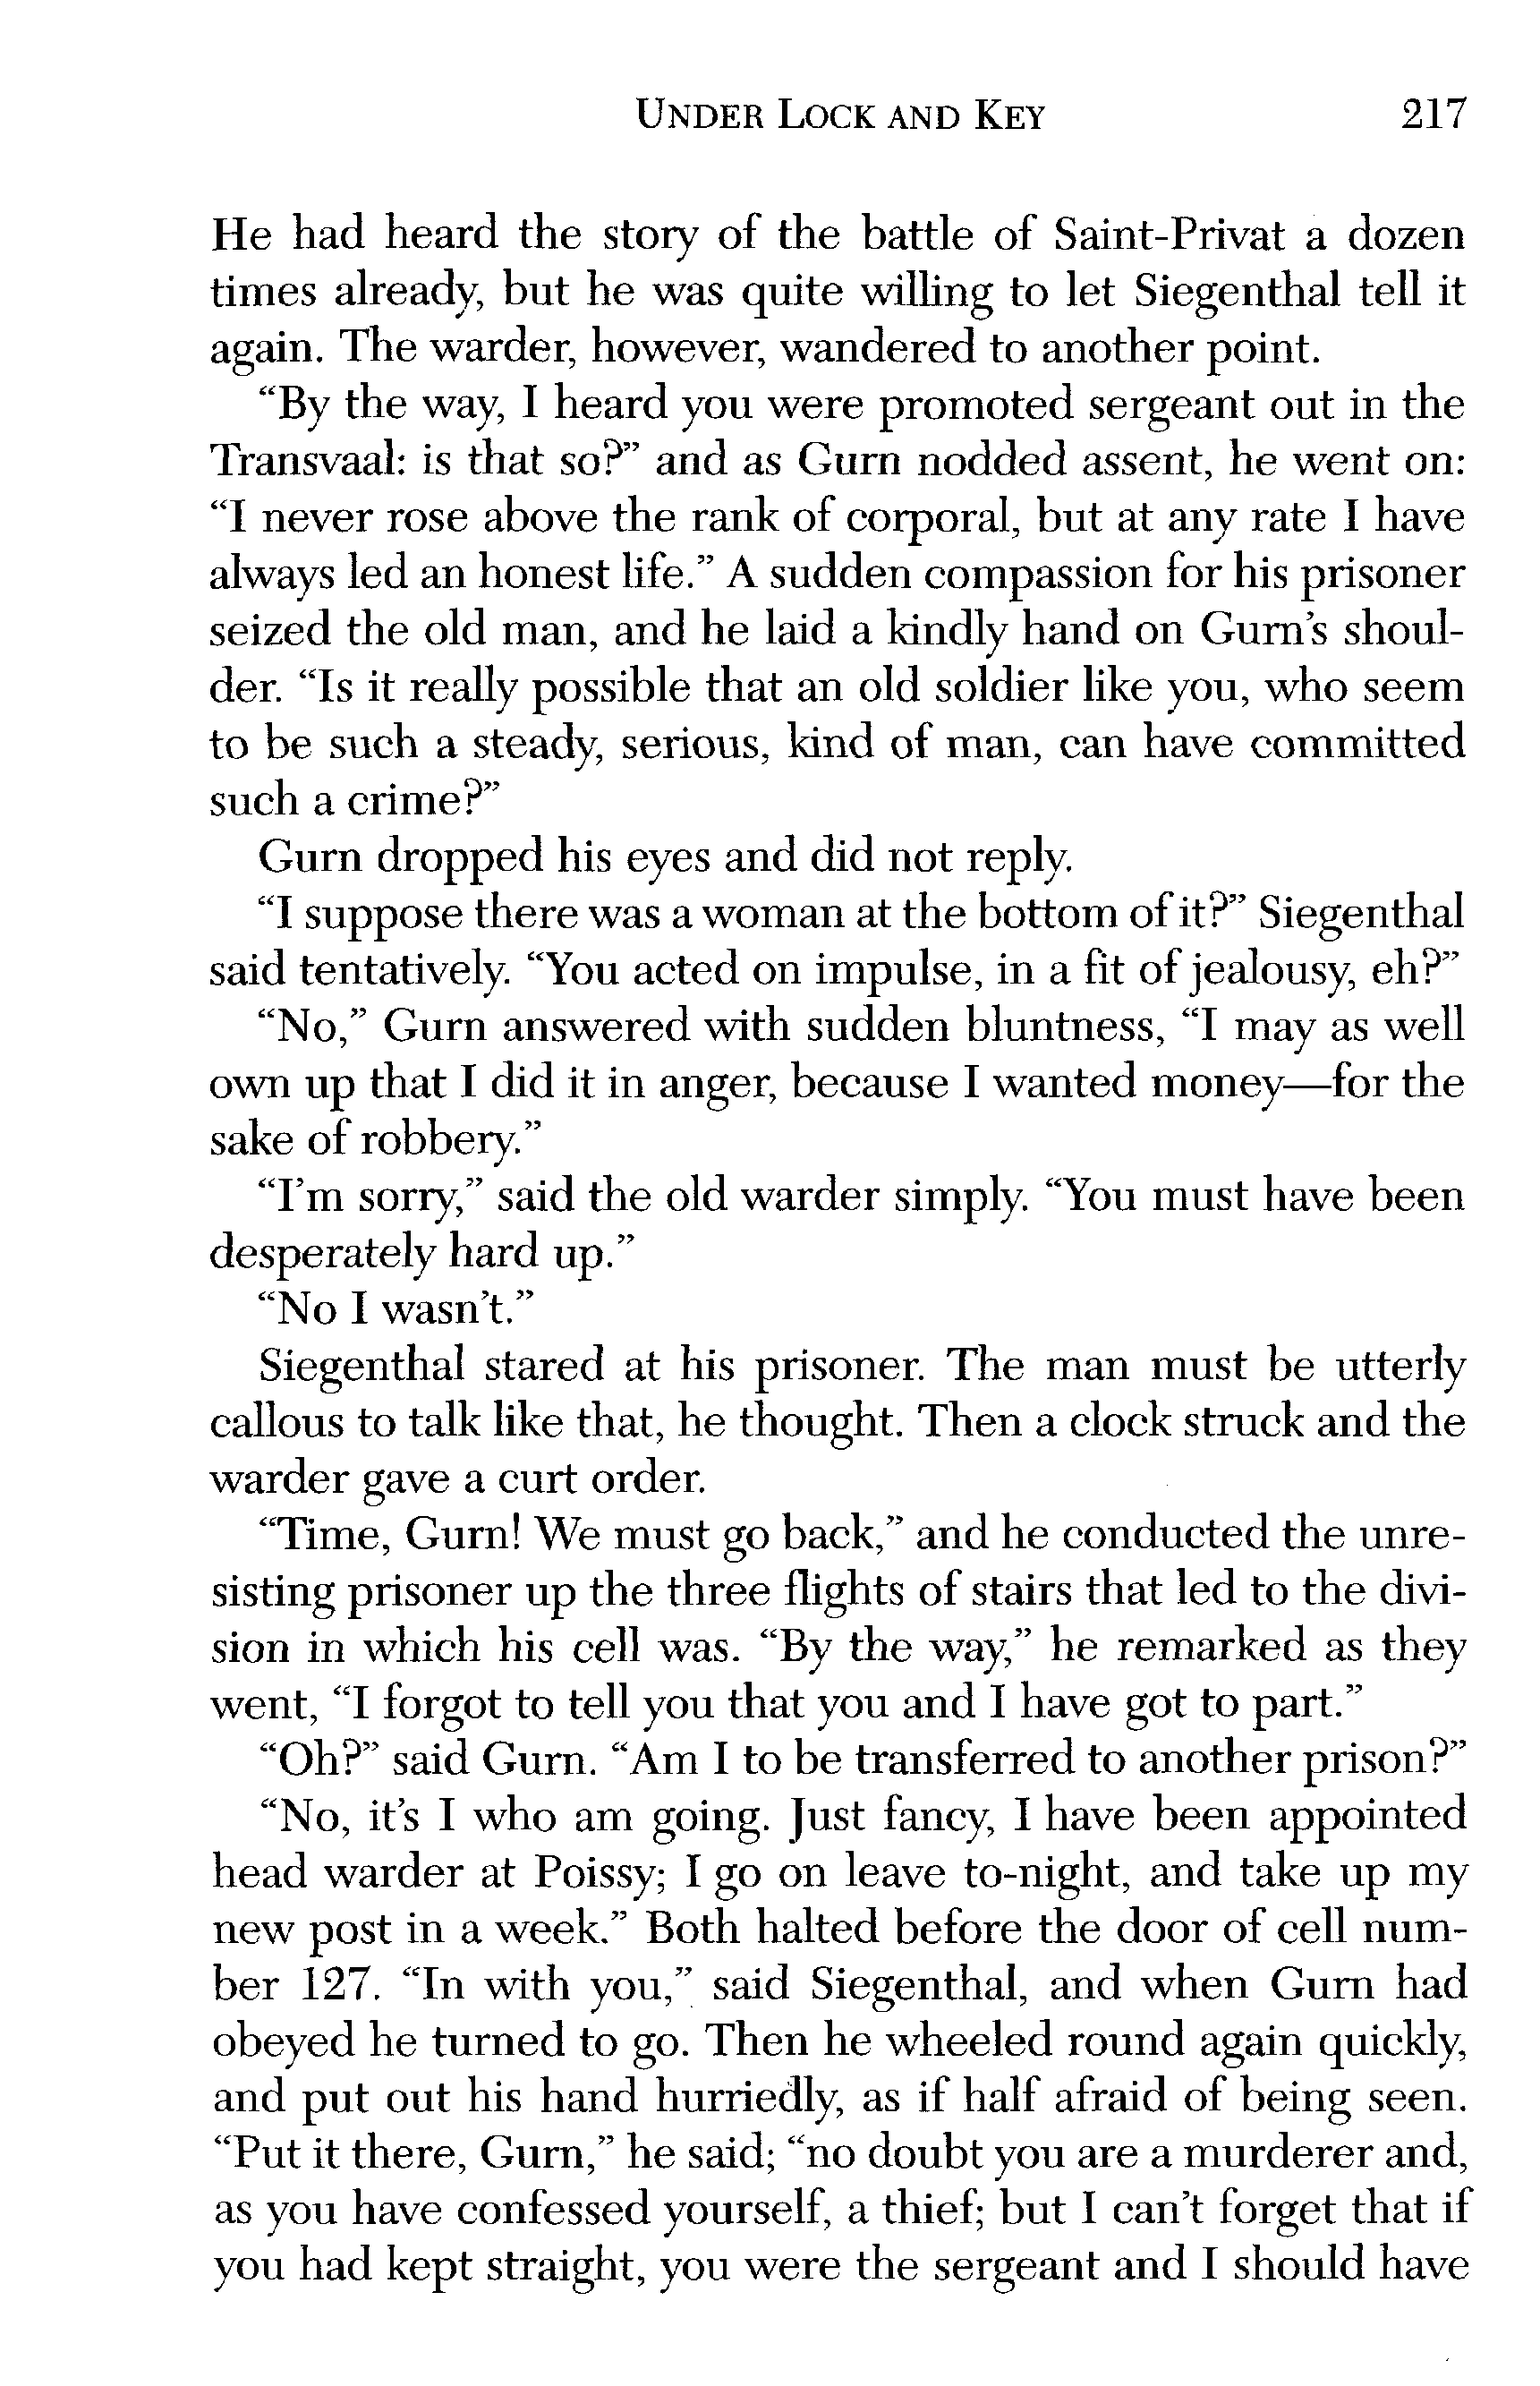 UNDER LOCK AND KEY 217
He had heard the story of the battle of Saint-Privat a dozen
times already, but he was quite willing to let Siegenthal tell it
again. The warder, however, wandered to another point.
“By the way, I heard you were promoted sergeant out in the
Transvaal: is that so?” and as Gurn nodded assent, he went on:
“I never rose above the rank of corporal, but at any rate I have
always led an honest life.” A sudden compassion for his prisoner
seized the old man, and he laid a kindly hand on Gurn’s shoul-
der. “Is it really possible that an old soldier like you, who seem
to be such a steady, serious, kind of man, can have committed
such a crime?”
Gurn dropped his eyes and did not reply.
“I suppose there was a woman at the bottom of it?” Siegenthal
said tentatively. “You acted on impulse, in a fit of jealousy, eh?”
“No,” Gurn answered with sudden bluntness, “I may as well
own up that I did it in anger, because I wanted money—for the
sake of robbery.”
“I’m sorry,” said the old warder simply. “You must have been
desperately hard up.”
“No I wasn’t.”
Siegenthal stared at his prisoner. The man must be utterly
callous to talk like that, he thought. Then a clock struck and the
warder gave a curt order.
“Time, Gurn! We must go back,” and he conducted the unre-
sisting prisoner up the three flights of stairs that led to the divi-
sion in which his cell was. “By the way,” he remarked as they
went, “I forgot to tell you that you and I have got to part.”
“Oh?” said Gurn. “Am I to be transferred to another prison?”
“No, it’s I who am going. Just fancy, I have been appointed
head warder at Poissy; I go on leave to-night, and take up my
new post in a week.” Both halted before the door of cell num-
ber 127. “In with you,” said Siegenthal, and when Gurn had
obeyed he turned to go. Then he wheeled round again quickly,
and put out his hand hurriedly, as if half afraid of being seen.
“Put it there, Gurn,” he said; “no doubt you are a murderer and,
as you have confessed yourself, a thief; but I can’t forget that if
you had kept straight, you were the sergeant and I should have